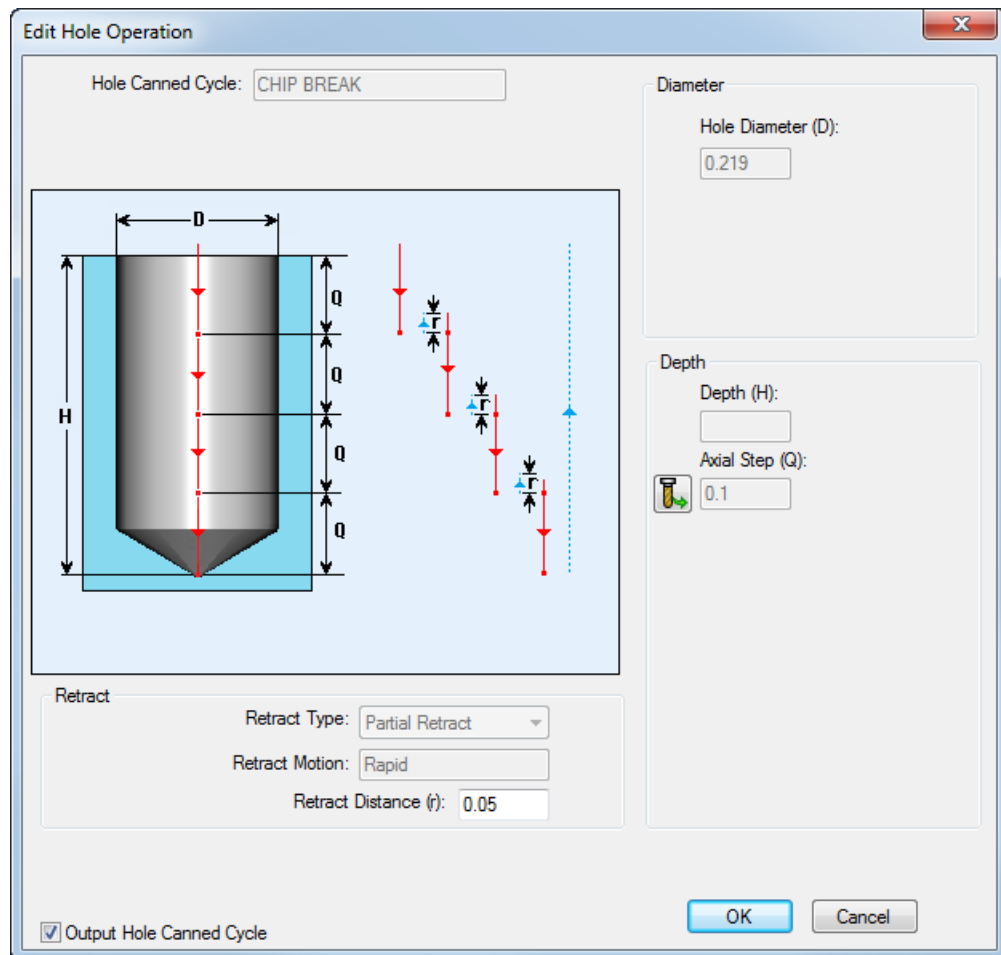 Edit Hole Operation
X
Hole Canned Cycle: CHIP BREAK
Diameter
Hole Diameter (D):
0.219
D
H
Q
Q
Q
Q
r
r
r
Depth
Depth (H):
Axial Step (Q):
0.1
Retract
Retract Type: Partial Retract
Retract Motion: Rapid
Retract Distance (r): 0.05
Output Hole Canned Cycle
OK
Cancel